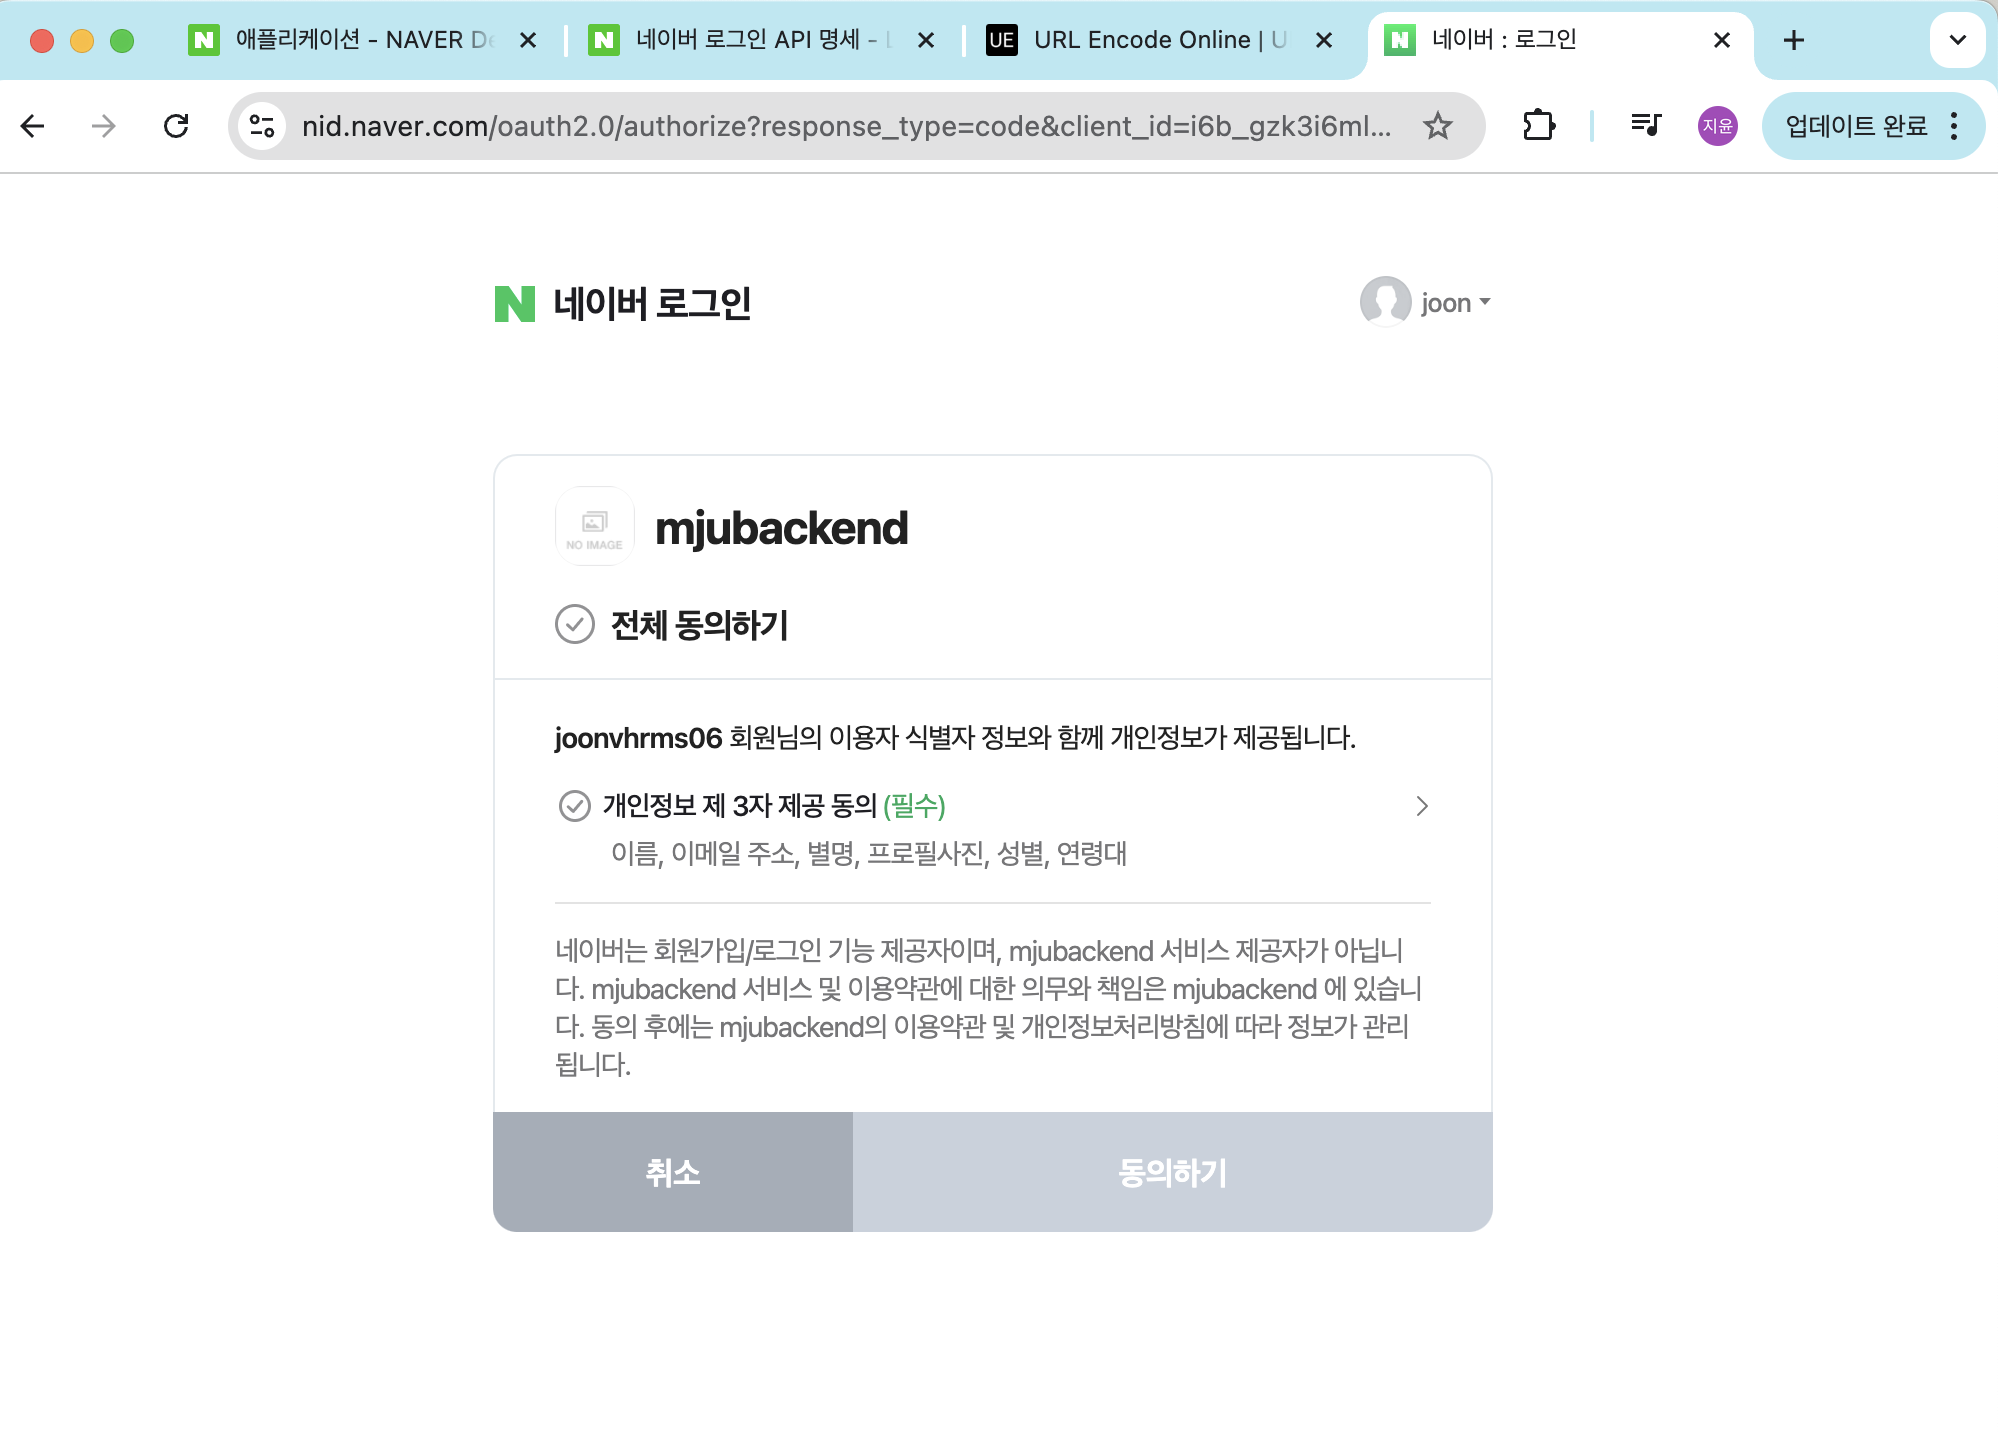 애플리케이션 - NAVER De
네이버 로그인 API 명세 - L
UE
URL Encode Online | U
네이버 : 로그인
nid.naver.com/oauth2.0/authorize?response_type=code&client_id=i6b_gzk3i6ml...
지윤
업데이트 완료
네이버 로그인
joon
NO IMAGE
mjubackend
전체 동의하기
joonvhrms06 회원님의 이용자 식별자 정보와 함께 개인정보가 제공됩니다.
개인정보 제 3자 제공 동의 (필수)
이름, 이메일 주소, 별명, 프로필사진, 성별, 연령대
네이버는 회원가입/로그인 기능 제공자이며, mjubackend 서비스 제공자가 아닙니
다. mjubackend 서비스 및 이용약관에 대한 의무와 책임은 mjubackend 에 있습니
다. 동의 후에는 mjubackend의 이용약관 및 개인정보처리방침에 따라 정보가 관리
됩니다.
취소
동의하기